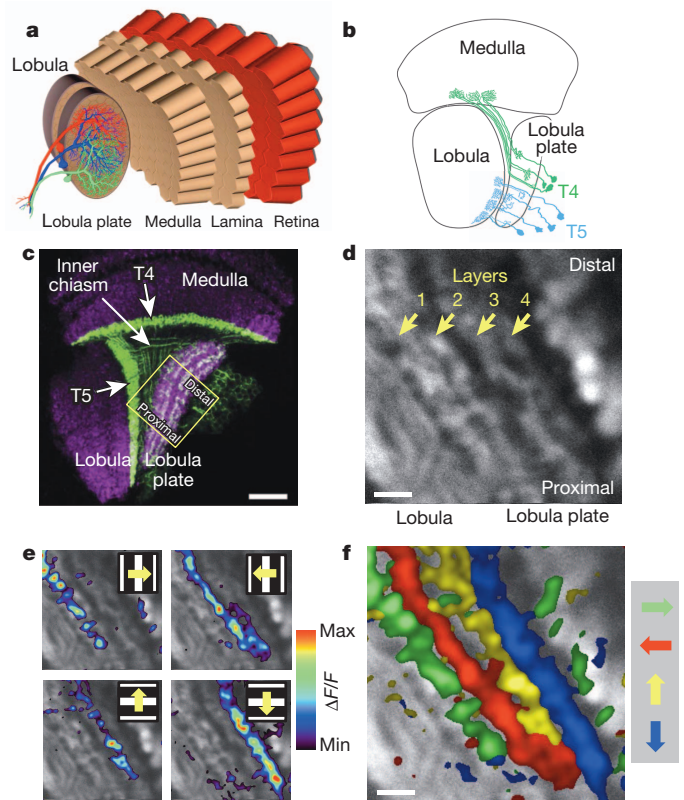 a
Lobula
Lobula plate Medulla Lamina Retina
b
Medulla
Lobula
Lobula
plate
T4
T5
c
Inner
chiasm
T4
Medulla
T5
Distal
Proximal
Lobula
Lobula
plate
d
Distal
Layers
1 2 3 4
Proximal
Lobula Lobula plate
e
Max
ΔF/F
Min
f